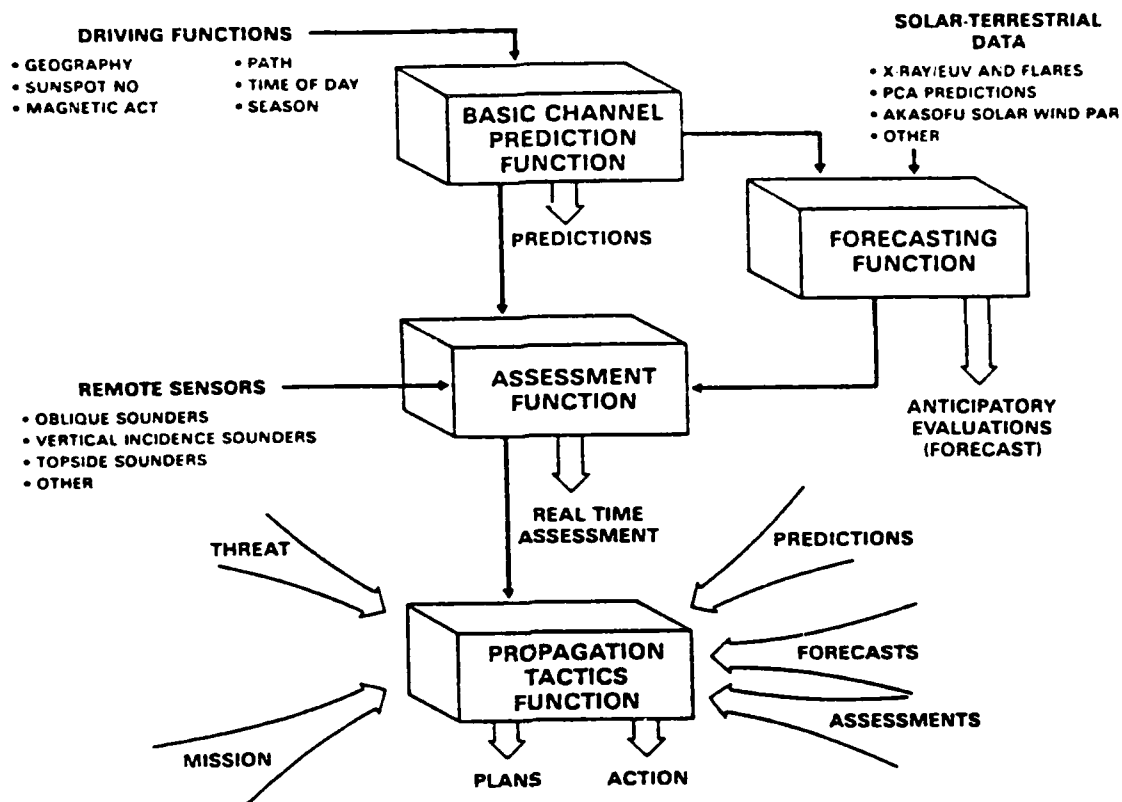 DRIVING FUNCTIONS
• GEOGRAPHY
• SUNSPOT NO
• MAGNETIC ACT
• PATH
• TIME OF DAY
• SEASON
SOLAR-TERRESTRIAL
DATA
• X-RAY/EUV AND FLARES
• PCA PREDICTIONS
• AKASOFU SOLAR WIND PAR
• OTHER
BASIC CHANNEL
PREDICTION
FUNCTION
PREDICTIONS
FORECASTING
FUNCTION
ANTICIPATORY
EVALUATIONS
(FORECAST)
REMOTE SENSORS
• OBLIQUE SOUNDERS
• VERTICAL INCIDENCE SOUNDERS
• TOPSIDE SOUNDERS
• OTHER
ASSESSMENT
FUNCTION
REAL TIME
ASSESSMENT
THREAT
MISSION
PROPAGATION
TACTICS
FUNCTION
PREDICTIONS
FORECASTS
ASSESSMENTS
PLANS
ACTION